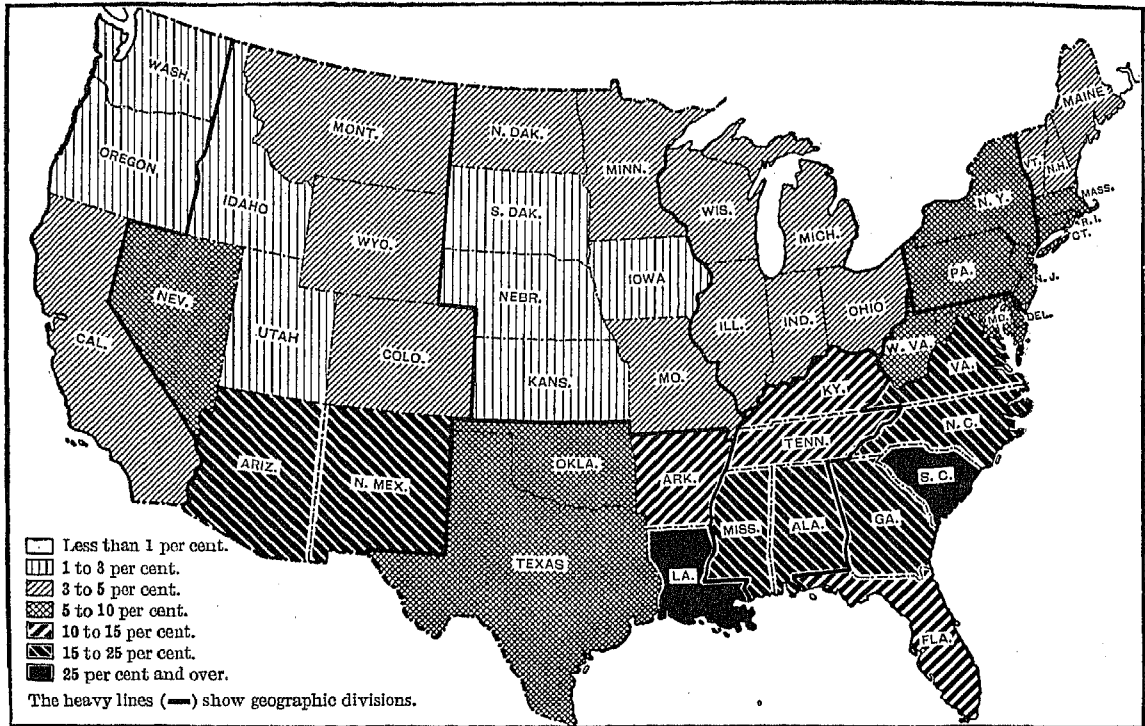 WASH.
MONT.
N. DAK.
MINN.
MAINE
OREGON
VT.
N.H.
IDAHO
S. DAK.
WIS.
N. Y.
MASS.
WYO.
MICH.
R. I.
CT.
NEV.
NEBR.
IOWA
PA.
N. J.
CAL.
UTAH
COLO.
KANS.
ILL.
IND.
OHIO
MD.
DEL.
W. VA.
MO.
KY.
VA.
ARIZ.
N. MEX.
OKLA.
ARK.
TENN.
N. C.
S. C.
TEXAS
LA.
MISS.
ALA.
GA.
FLA.
Less than 1 per cent.
1 to 3 per cent.
3 to 5 per cent.
5 to 10 per cent.
10 to 15 per cent.
15 to 25 per cent.
25 per cent and over.
The heavy lines (▬) show geographic divisions.